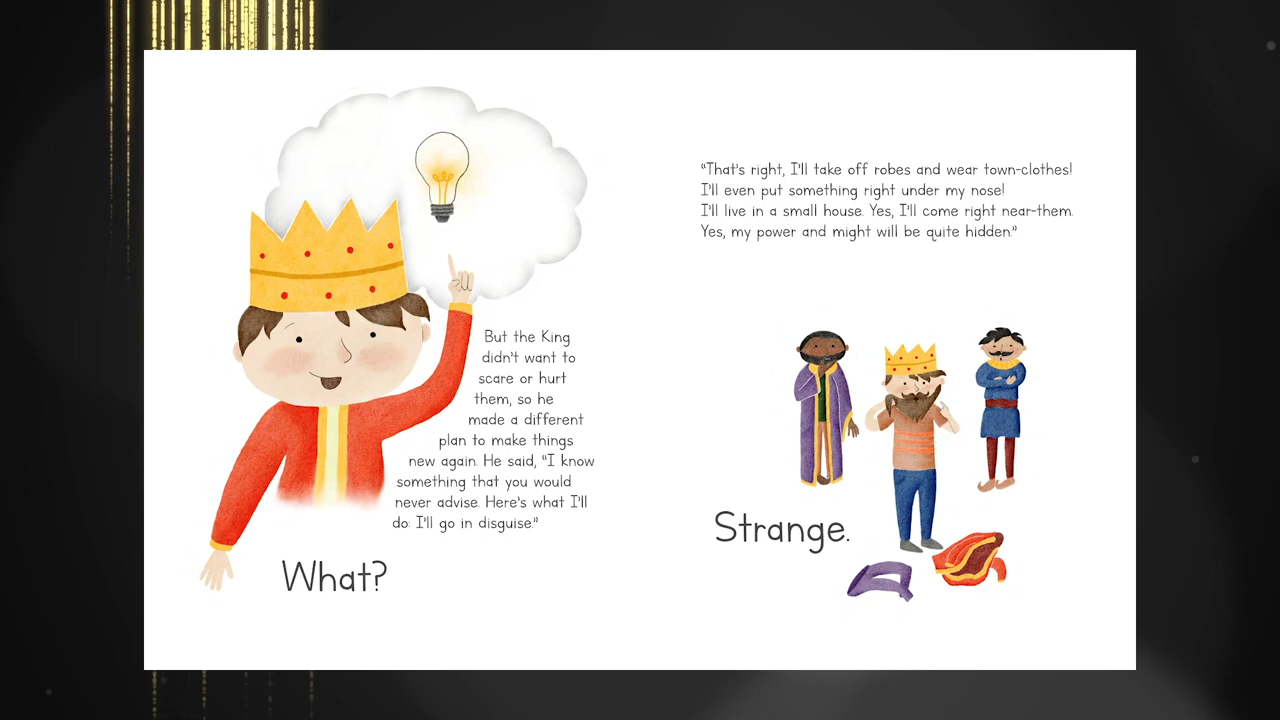 But the King
didn't want to
scare or hurt
them, so he
made a different
plan to make things
new again. He said, “I know
something that you would
never advise. Here's what I'll
do: I'll go in disguise.”
What?
“That's right, I'll take off robes and wear town-clothes!
I'll even put something right under my nose!
I'll live in a small house. Yes, I'll come right near-them.
Yes, my power and might will be quite hidden.”
Strange.